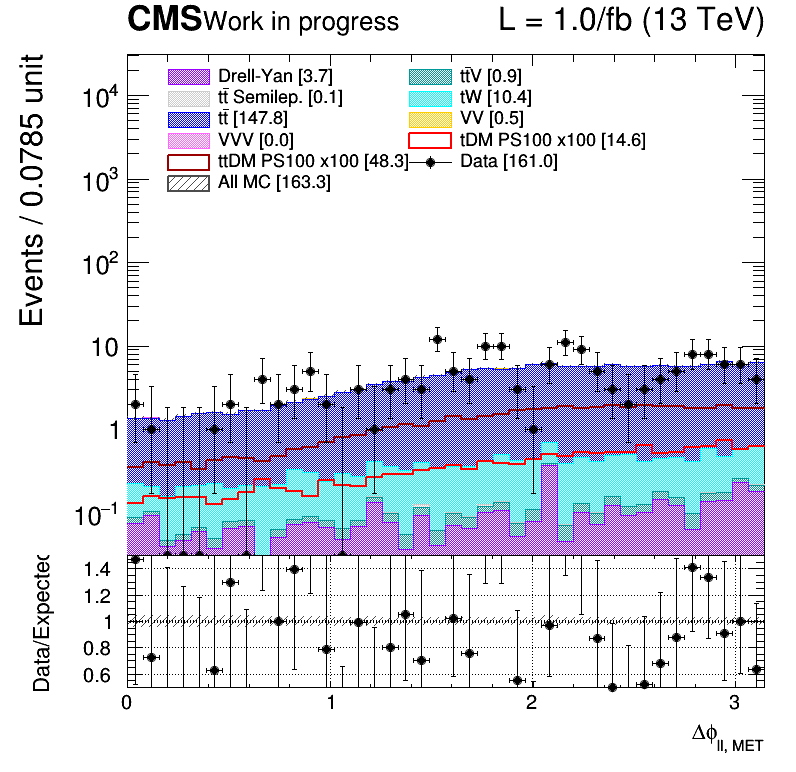 CMS Work in progress L = 1.0/fb (13 TeV)
Events / 0.0785 unit
Drell-Yan [3.7] tt̄V [0.9]
tt̄ Semilep. [0.1] tW [10.4]
tt̄ [147.8] VV [0.5]
VVV [0.0] tDM PS100 x100 [14.6]
ttDM PS100 x100 [48.3] Data [161.0]
All MC [163.3]
10⁴
10³
10²
10
1
10⁻¹
Data/Expected
1.4
1.2
1
0.8
0.6
0 1 2 3
Δϕ_ll, MET